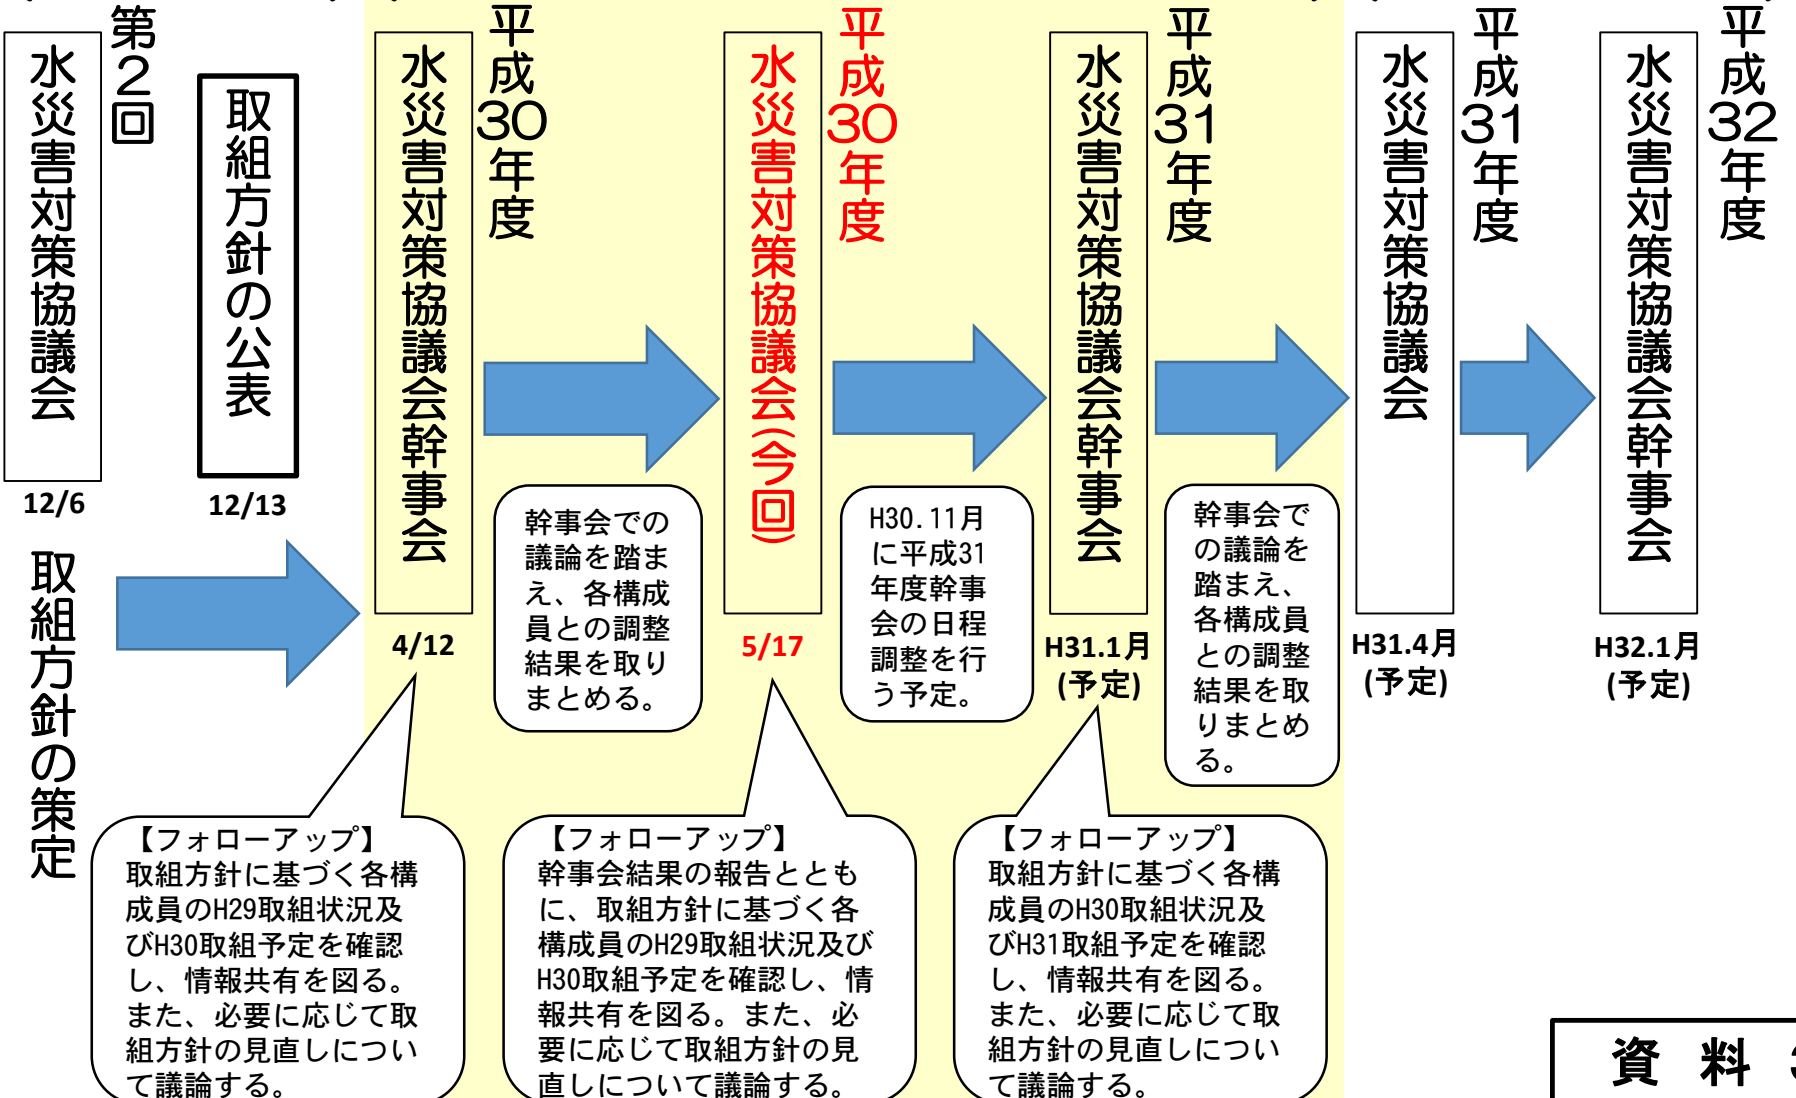 第2回
水災害対策協議会
12/6
取組方針の策定
取組方針の公表
12/13
平成30年度
水災害対策協議会幹事会
4/12
【フォローアップ】
取組方針に基づく各構
成員のH29取組状況及
びH30取組予定を確認
し、情報共有を図る。
また、必要に応じて取
組方針の見直しについ
て議論する。
幹事会での
議論を踏ま
え、各構成
員との調整
結果を取り
まとめる。
平成30年度
水災害対策協議会(今回)
5/17
【フォローアップ】
幹事会結果の報告ととも
に、取組方針に基づく各
構成員のH29取組状況及び
H30取組予定を確認し、情
報共有を図る。また、必
要に応じて取組方針の見
直しについて議論する。
H30.11月
に平成31
年度幹事
会の日程
調整を行
う予定。
平成31年度
水災害対策協議会幹事会
H31.1月
(予定)
【フォローアップ】
取組方針に基づく各構
成員のH30取組状況及
びH31取組予定を確認
し、情報共有を図る。
また、必要に応じて取
組方針の見直しについ
て議論する。
幹事会で
の議論を
踏まえ、
各構成員
との調整
結果を取
りまとめ
る。
平成31年度
水災害対策協議会
H31.4月
(予定)
平成32年度
水災害対策協議会幹事会
H32.1月
(予定)
資料